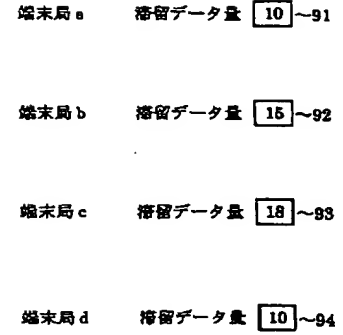 端末局a 滞留データ量 10 ~91
端末局b 滞留データ量 15 ~92
端末局c 滞留データ量 18 ~93
端末局d 滞留データ量 10 ~94